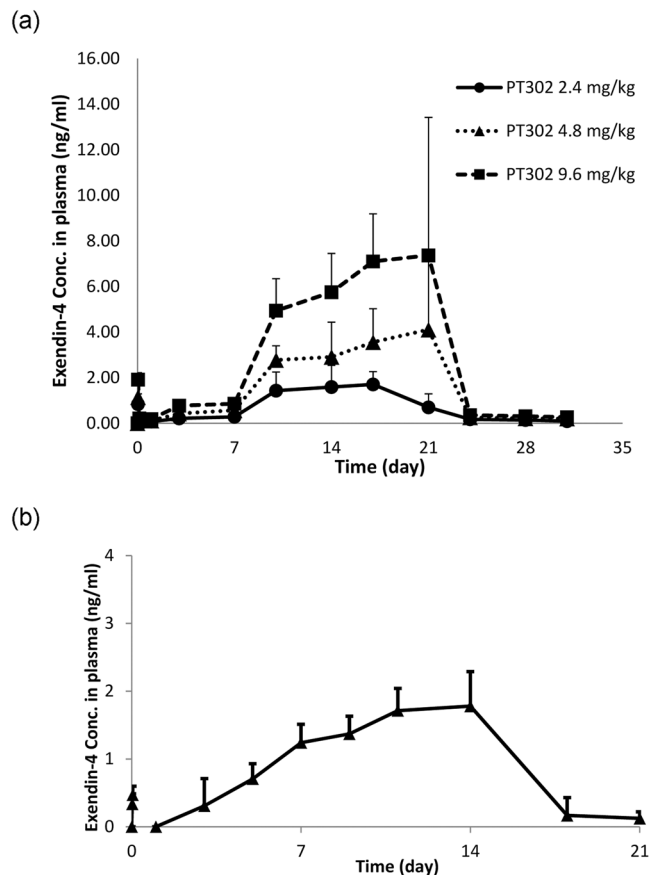 (a)
Exendin-4 Conc. in plasma (ng/ml)
16.00
14.00
12.00
10.00
8.00
6.00
4.00
2.00
0.00
PT302 2.4 mg/kg
PT302 4.8 mg/kg
PT302 9.6 mg/kg
0 7 14 21 28 35
Time (day)
(b)
Exendin-4 Conc. in plasma (ng/ml)
4
3
2
1
0
0 7 14 21
Time (day)